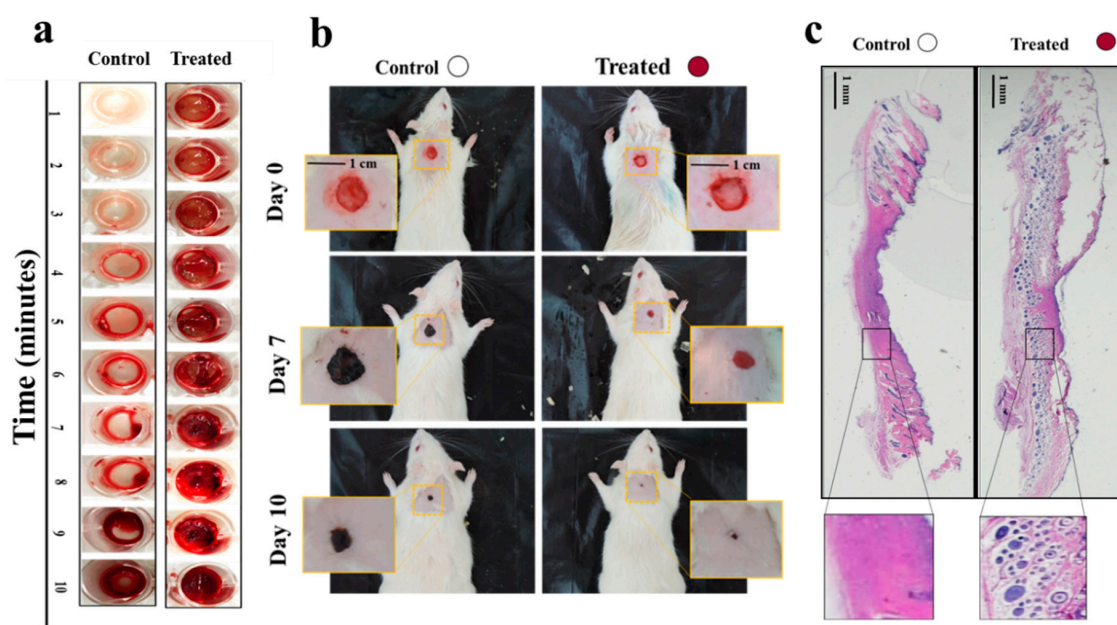 a
Control
Treated
Time (minutes)
1
2
3
4
5
6
7
8
9
10
b
Control
Treated
Day 0
1 cm
1 cm
Day 7
Day 10
c
Control
Treated
1 mm
1 mm